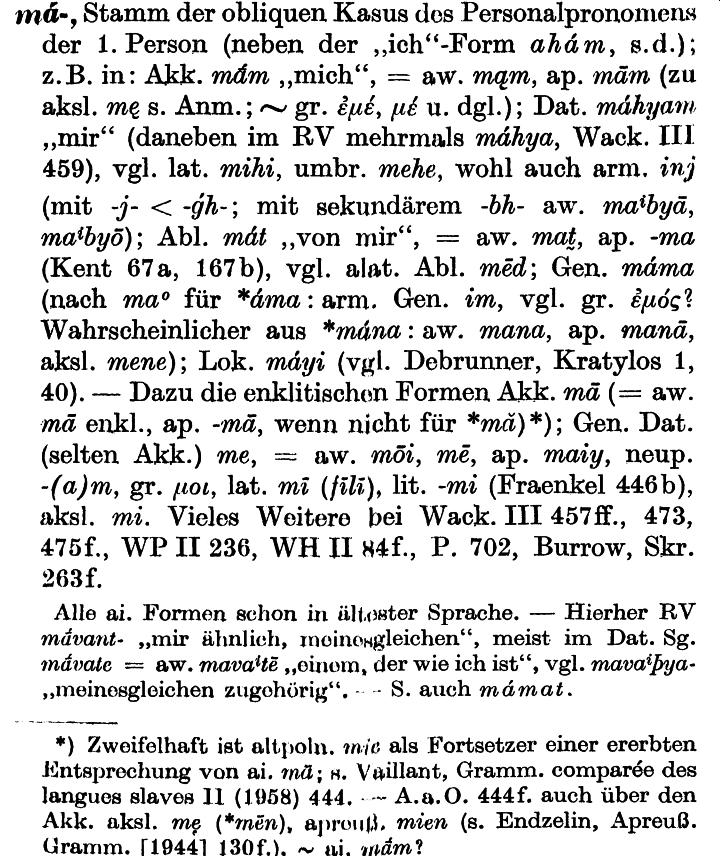 má-, Stamm der obliquen Kasus des Personalpronomens
der 1. Person (neben der „ich“-Form ahám, s.d.);
z.B. in: Akk. mā́m „mich“, = aw. mąm, ap. mām (zu
aksl. mę s. Anm.; ~ gr. ἐμέ, μέ u. dgl.); Dat. máhyam
„mir“ (daneben im RV mehrmals máhya, Wack. III
459), vgl. lat. mihi, umbr. mehe, wohl auch arm. inj
(mit -j- < -ǵh-; mit sekundärem -bh- aw. maⁱbyā,
maⁱbyō); Abl. mát „von mir“, = aw. mat̰, ap. -ma
(Kent 67a, 167b), vgl. alat. Abl. mēd; Gen. máma
(nach ma° für *áma: arm. Gen. im, vgl. gr. ἐμός?
Wahrscheinlicher aus *mána: aw. mana, ap. manā,
aksl. mene); Lok. máyi (vgl. Debrunner, Kratylos 1,
40). — Dazu die enklitischen Formen Akk. mā (= aw.
mā enkl., ap. -mā, wenn nicht für *mă)*); Gen. Dat.
(selten Akk.) me, = aw. mōi, mē, ap. maiy, neup.
-(a)m, gr. μοι, lat. mī (fīlī), lit. -mi (Fraenkel 446b),
aksl. mi. Vieles Weitere bei Wack. III 457ff., 473,
475f., WP II 236, WH II 84f., P. 702, Burrow, Skr.
263f.
Alle ai. Formen schon in ältester Sprache. — Hierher RV
mā́vant- „mir ähnlich, meinesgleichen“, meist im Dat. Sg.
mā́vate = aw. mavaⁱtē „einem, der wie ich ist“, vgl. mavaⁱþya-
„meinesgleichen zugehörig“. — S. auch mámat.
*) Zweifelhaft ist altpoln. mie als Fortsetzer einer ererbten
Entsprechung von ai. mā; s. Vaillant, Gramm. comparée des
langues slaves II (1958) 444. — A.a.O. 444f. auch über den
Akk. aksl. mę (*mēn), apreuß. mien (s. Endzelin, Apreuß.
Gramm. [1944] 130f.), ~ ai. mā́m?